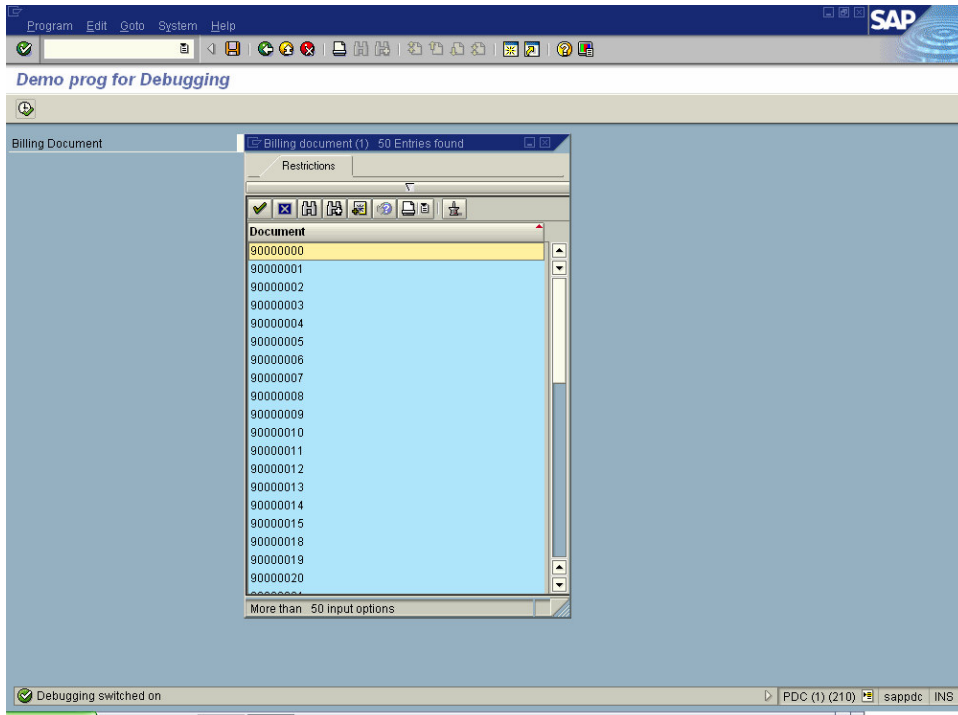 Program Edit Goto System Help
SAP
Demo prog for Debugging
Billing Document
Billing document (1) 50 Entries found
Restrictions
Document
90000000
90000001
90000002
90000003
90000004
90000005
90000006
90000007
90000008
90000009
90000010
90000011
90000012
90000013
90000014
90000015
90000018
90000019
90000020
More than 50 input options
Debugging switched on
PDC (1) (210) sappdc INS